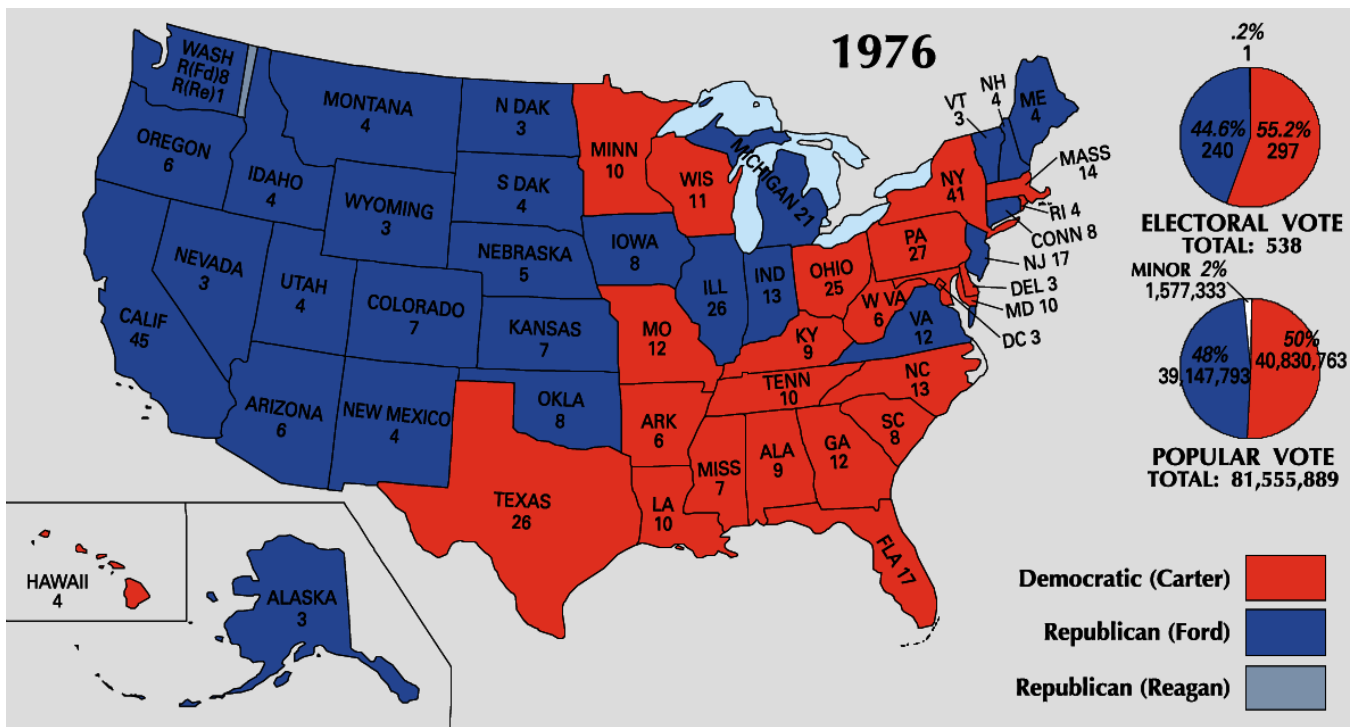 1976
WASH
R(Fd)8
R(Re)1
OREGON
6
CALIF
45
NEVADA
3
IDAHO
4
MONTANA
4
WYOMING
3
UTAH
4
COLORADO
7
ARIZONA
6
NEW MEXICO
4
N DAK
3
S DAK
4
NEBRASKA
5
KANSAS
7
OKLA
8
TEXAS
26
MINN
10
IOWA
8
MO
12
ARK
6
LA
10
WIS
11
ILL
26
MICHIGAN 21
IND
13
OHIO
25
KY
9
TENN
10
MISS
7
ALA
9
GA
12
FLA 17
SC
8
NC
13
VA
12
W VA
6
PA
27
NY
41
VT
3
NH
4
ME
4
MASS
14
RI 4
CONN 8
NJ 17
DEL 3
MD 10
DC 3
HAWAII
4
ALASKA
3
.2%
1
44.6%
240
55.2%
297
ELECTORAL VOTE
TOTAL: 538
MINOR 2%
1,577,333
48%
39,147,793
50%
40,830,763
POPULAR VOTE
TOTAL: 81,555,889
Democratic (Carter)
Republican (Ford)
Republican (Reagan)